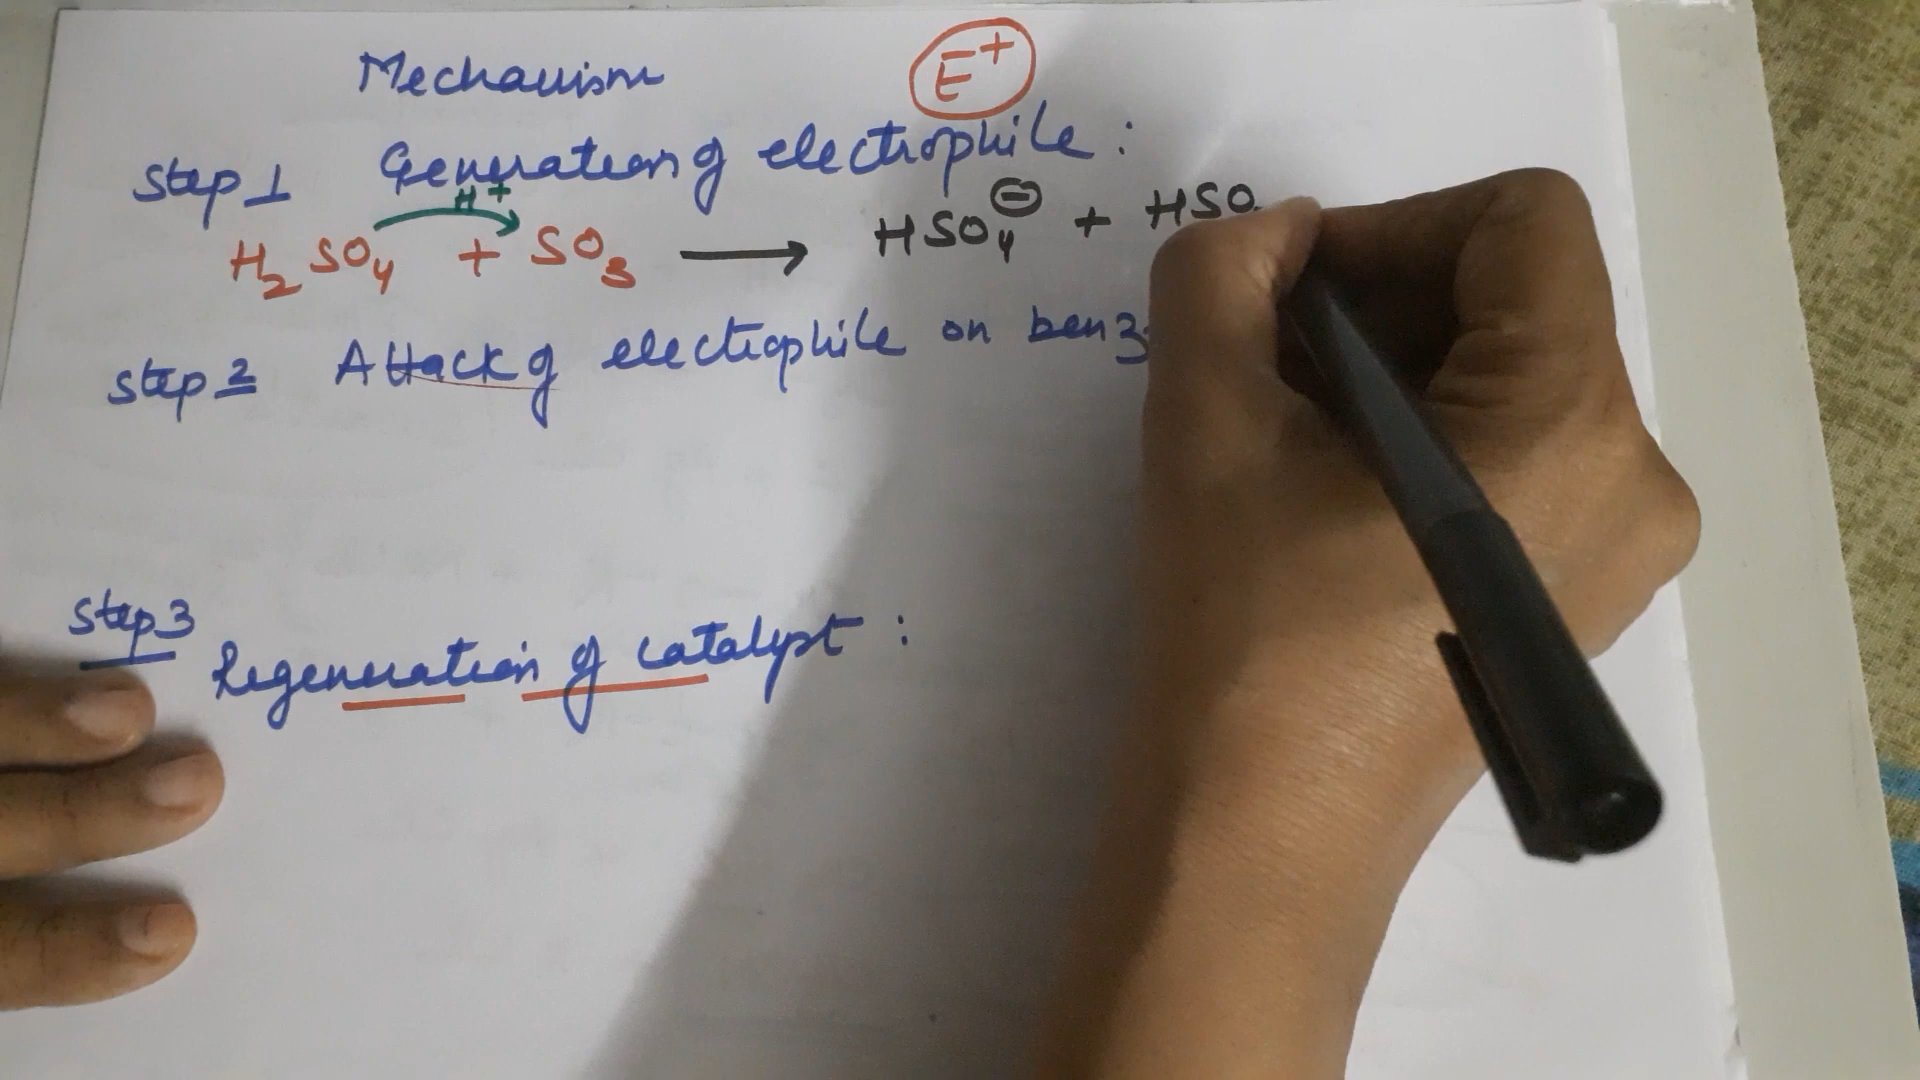 Mechanism E⁺
Step 1 Generation of electrophile :
H⁺
H₂SO₄ + SO₃ ⟶ HSO₄⊖ + HSO
Step 2 Attack of electrophile on benz
Step 3
Regeneration of catalyst :